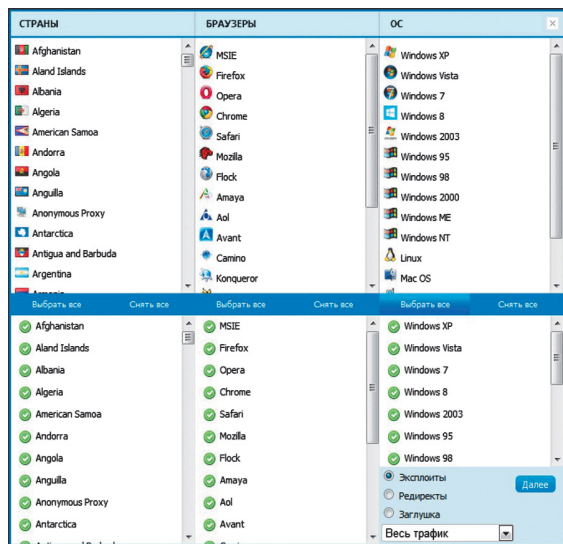 СТРАНЫ
БРАУЗЕРЫ
ОС
Afghanistan
Aland Islands
Albania
Algeria
American Samoa
Andorra
Angola
Anguilla
Anonymous Proxy
Antarctica
Antigua and Barbuda
Argentina
MSIE
Firefox
Opera
Chrome
Safari
Mozilla
Flock
Amaya
Aol
Avant
Camino
Konqueror
Windows XP
Windows Vista
Windows 7
Windows 8
Windows 2003
Windows 95
Windows 98
Windows 2000
Windows ME
Windows NT
Linux
Mac OS
Выбрать все
Снять все
Выбрать все
Снять все
Выбрать все
Снять все
Afghanistan
Aland Islands
Albania
Algeria
American Samoa
Andorra
Angola
Anguilla
Anonymous Proxy
Antarctica
MSIE
Firefox
Opera
Chrome
Safari
Mozilla
Flock
Amaya
Aol
Avant
Windows XP
Windows Vista
Windows 7
Windows 8
Windows 2003
Windows 95
Windows 98
Эксплоиты
Редиректы
Заглушка
Далее
Весь трафик